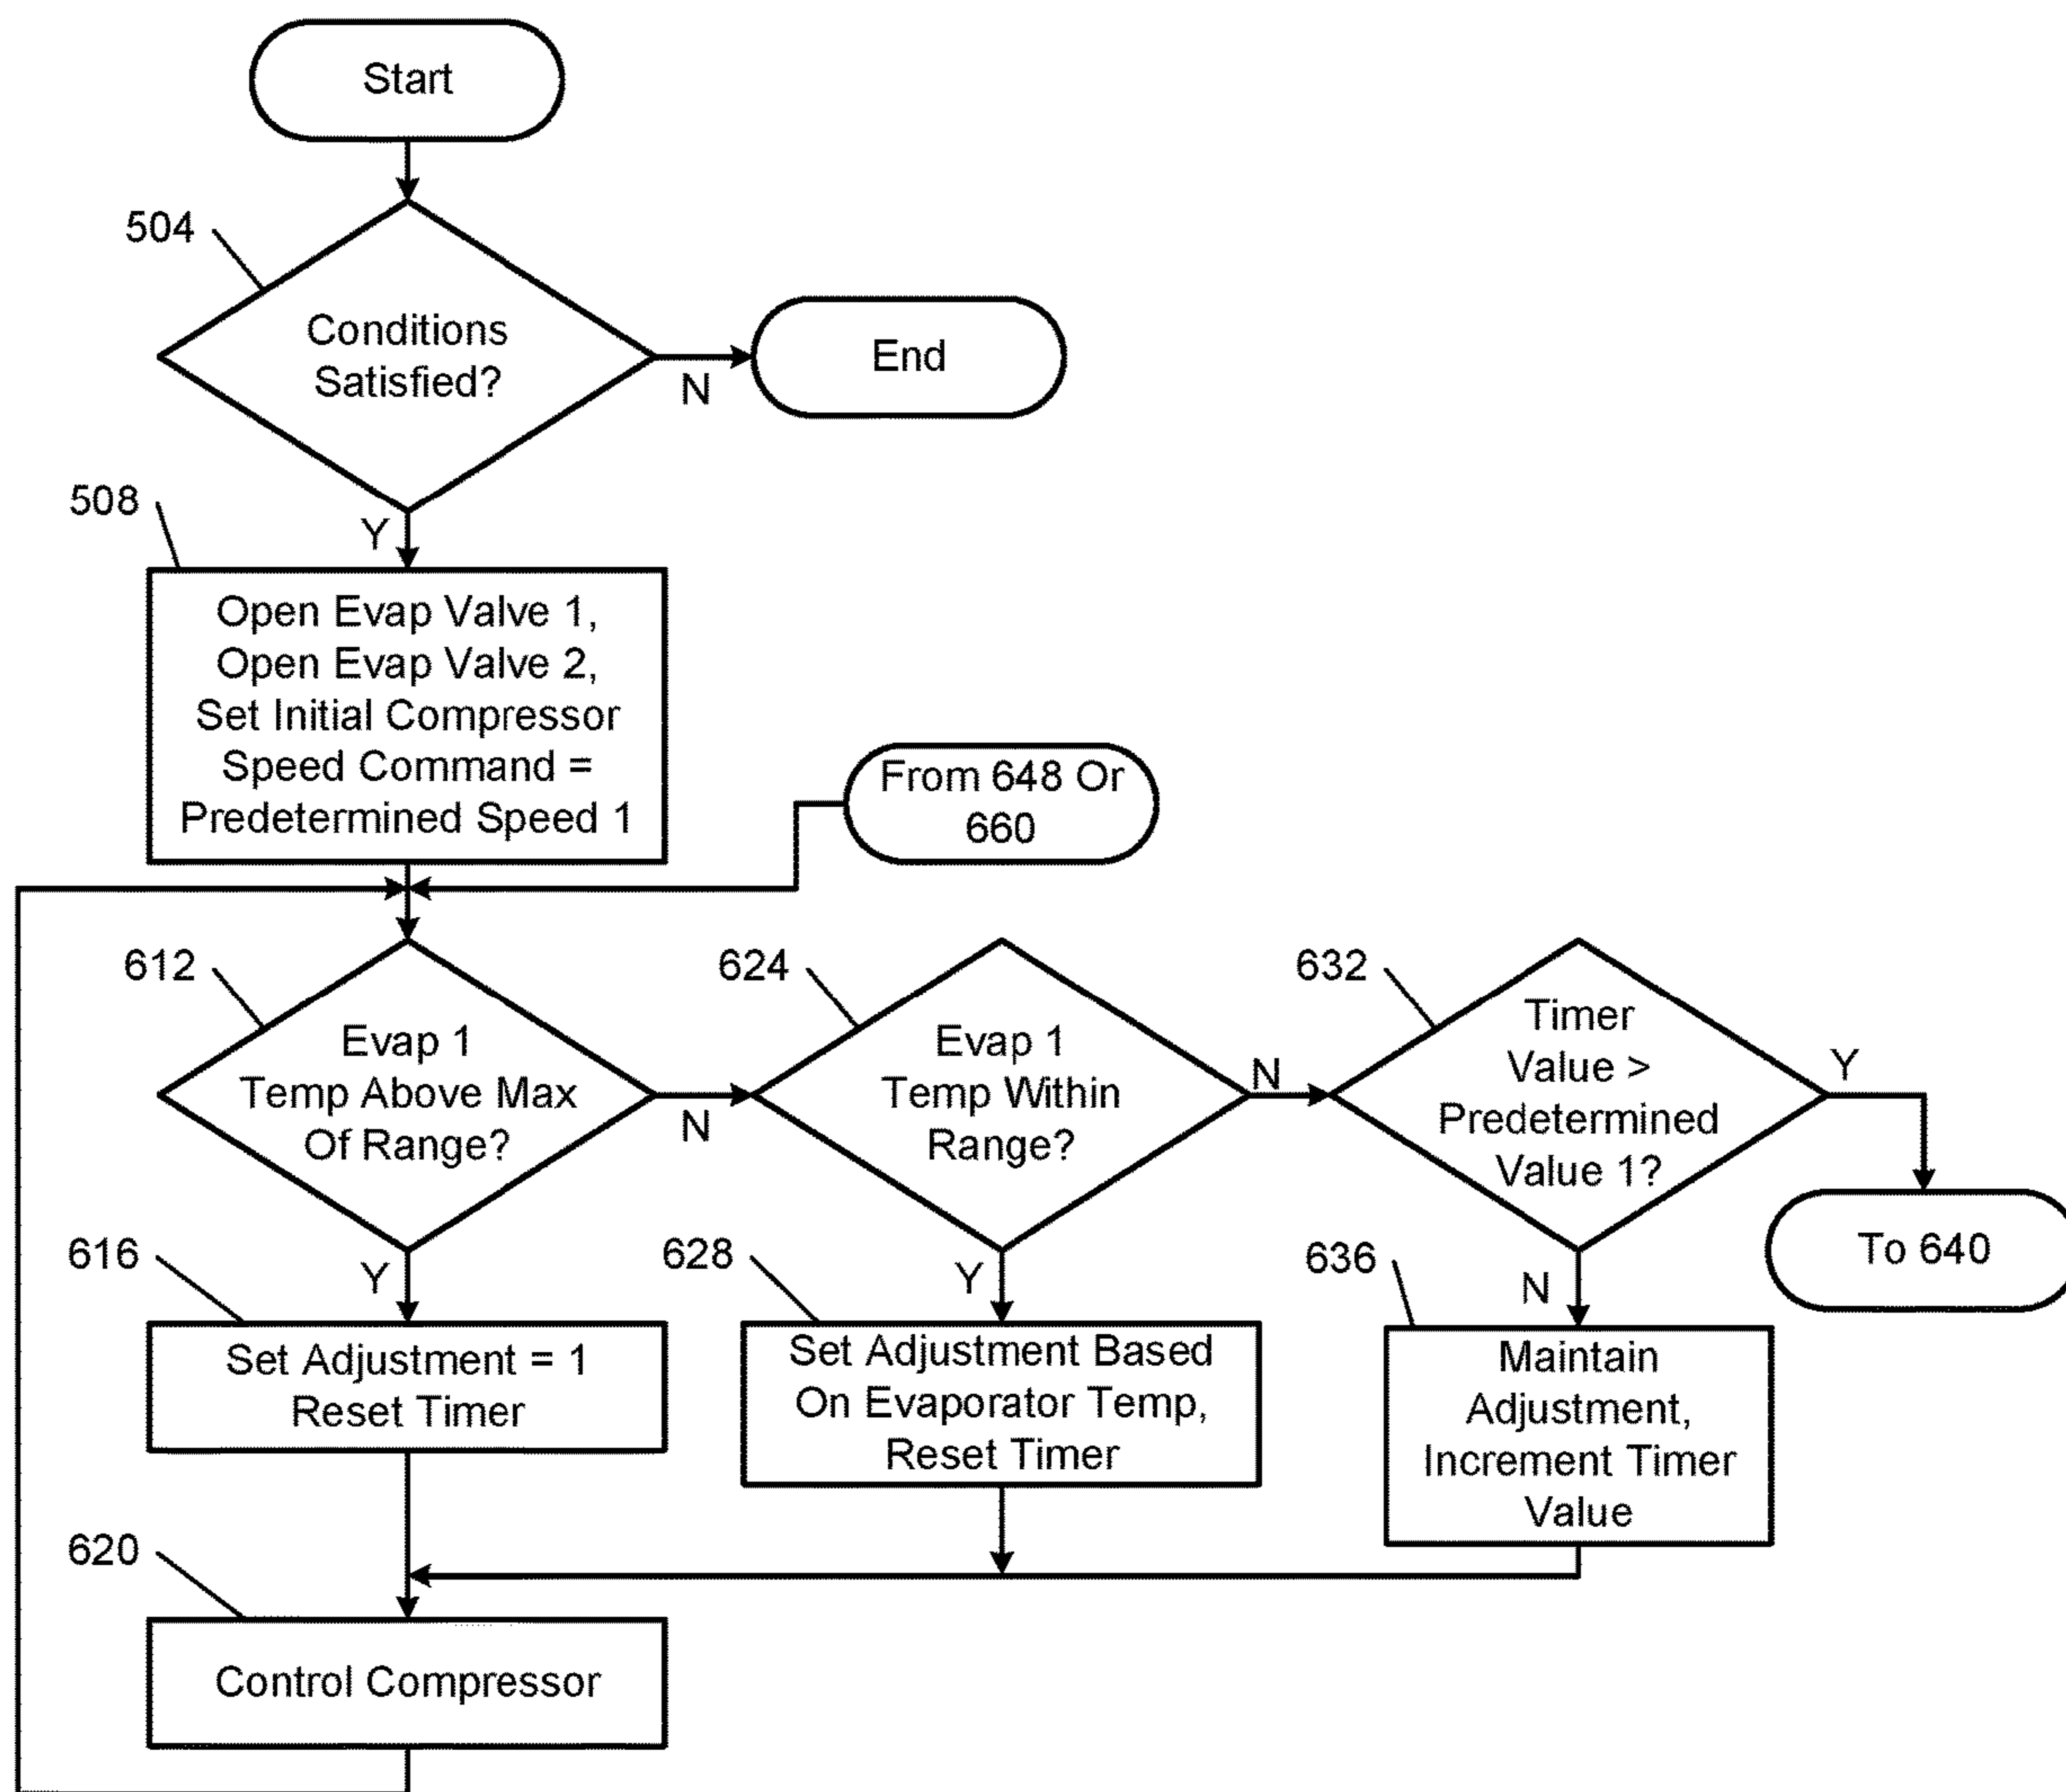 Start
504
Conditions
Satisfied?
N
End
Y
508
Open Evap Valve 1,
Open Evap Valve 2,
Set Initial Compressor
Speed Command =
Predetermined Speed 1
From 648 Or
660
612
Evap 1
Temp Above Max
Of Range?
N
Y
624
Evap 1
Temp Within
Range?
N
Y
632
Timer
Value >
Predetermined
Value 1?
Y
N
To 640
616
Set Adjustment = 1
Reset Timer
628
Set Adjustment Based
On Evaporator Temp,
Reset Timer
636
Maintain
Adjustment,
Increment Timer
Value
620
Control Compressor